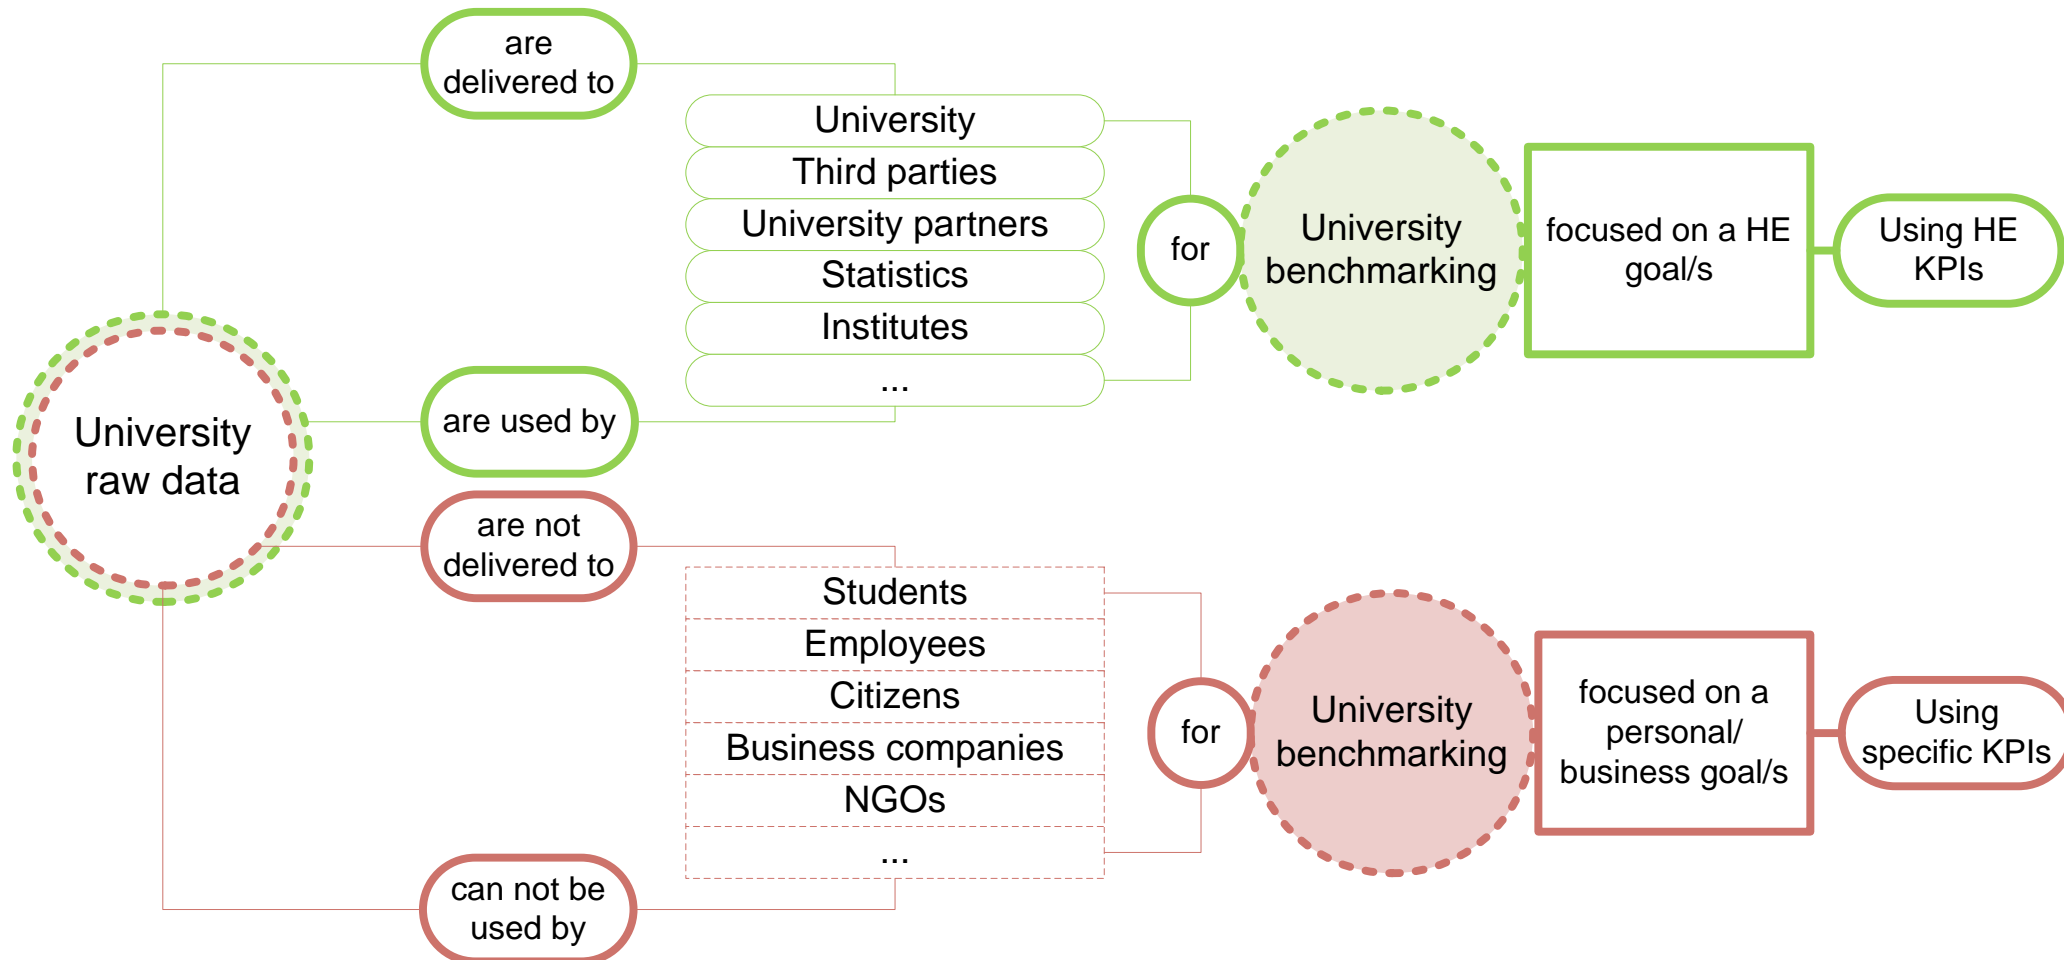 University
raw data
are
delivered to
are used by
University
Third parties
University partners
Statistics
Institutes
...
for
University
benchmarking
focused on a HE
goal/s
Using HE
KPIs
are not
delivered to
can not be
used by
Students
Employees
Citizens
Business companies
NGOs
...
for
University
benchmarking
focused on a
personal/
business goal/s
Using
specific KPIs